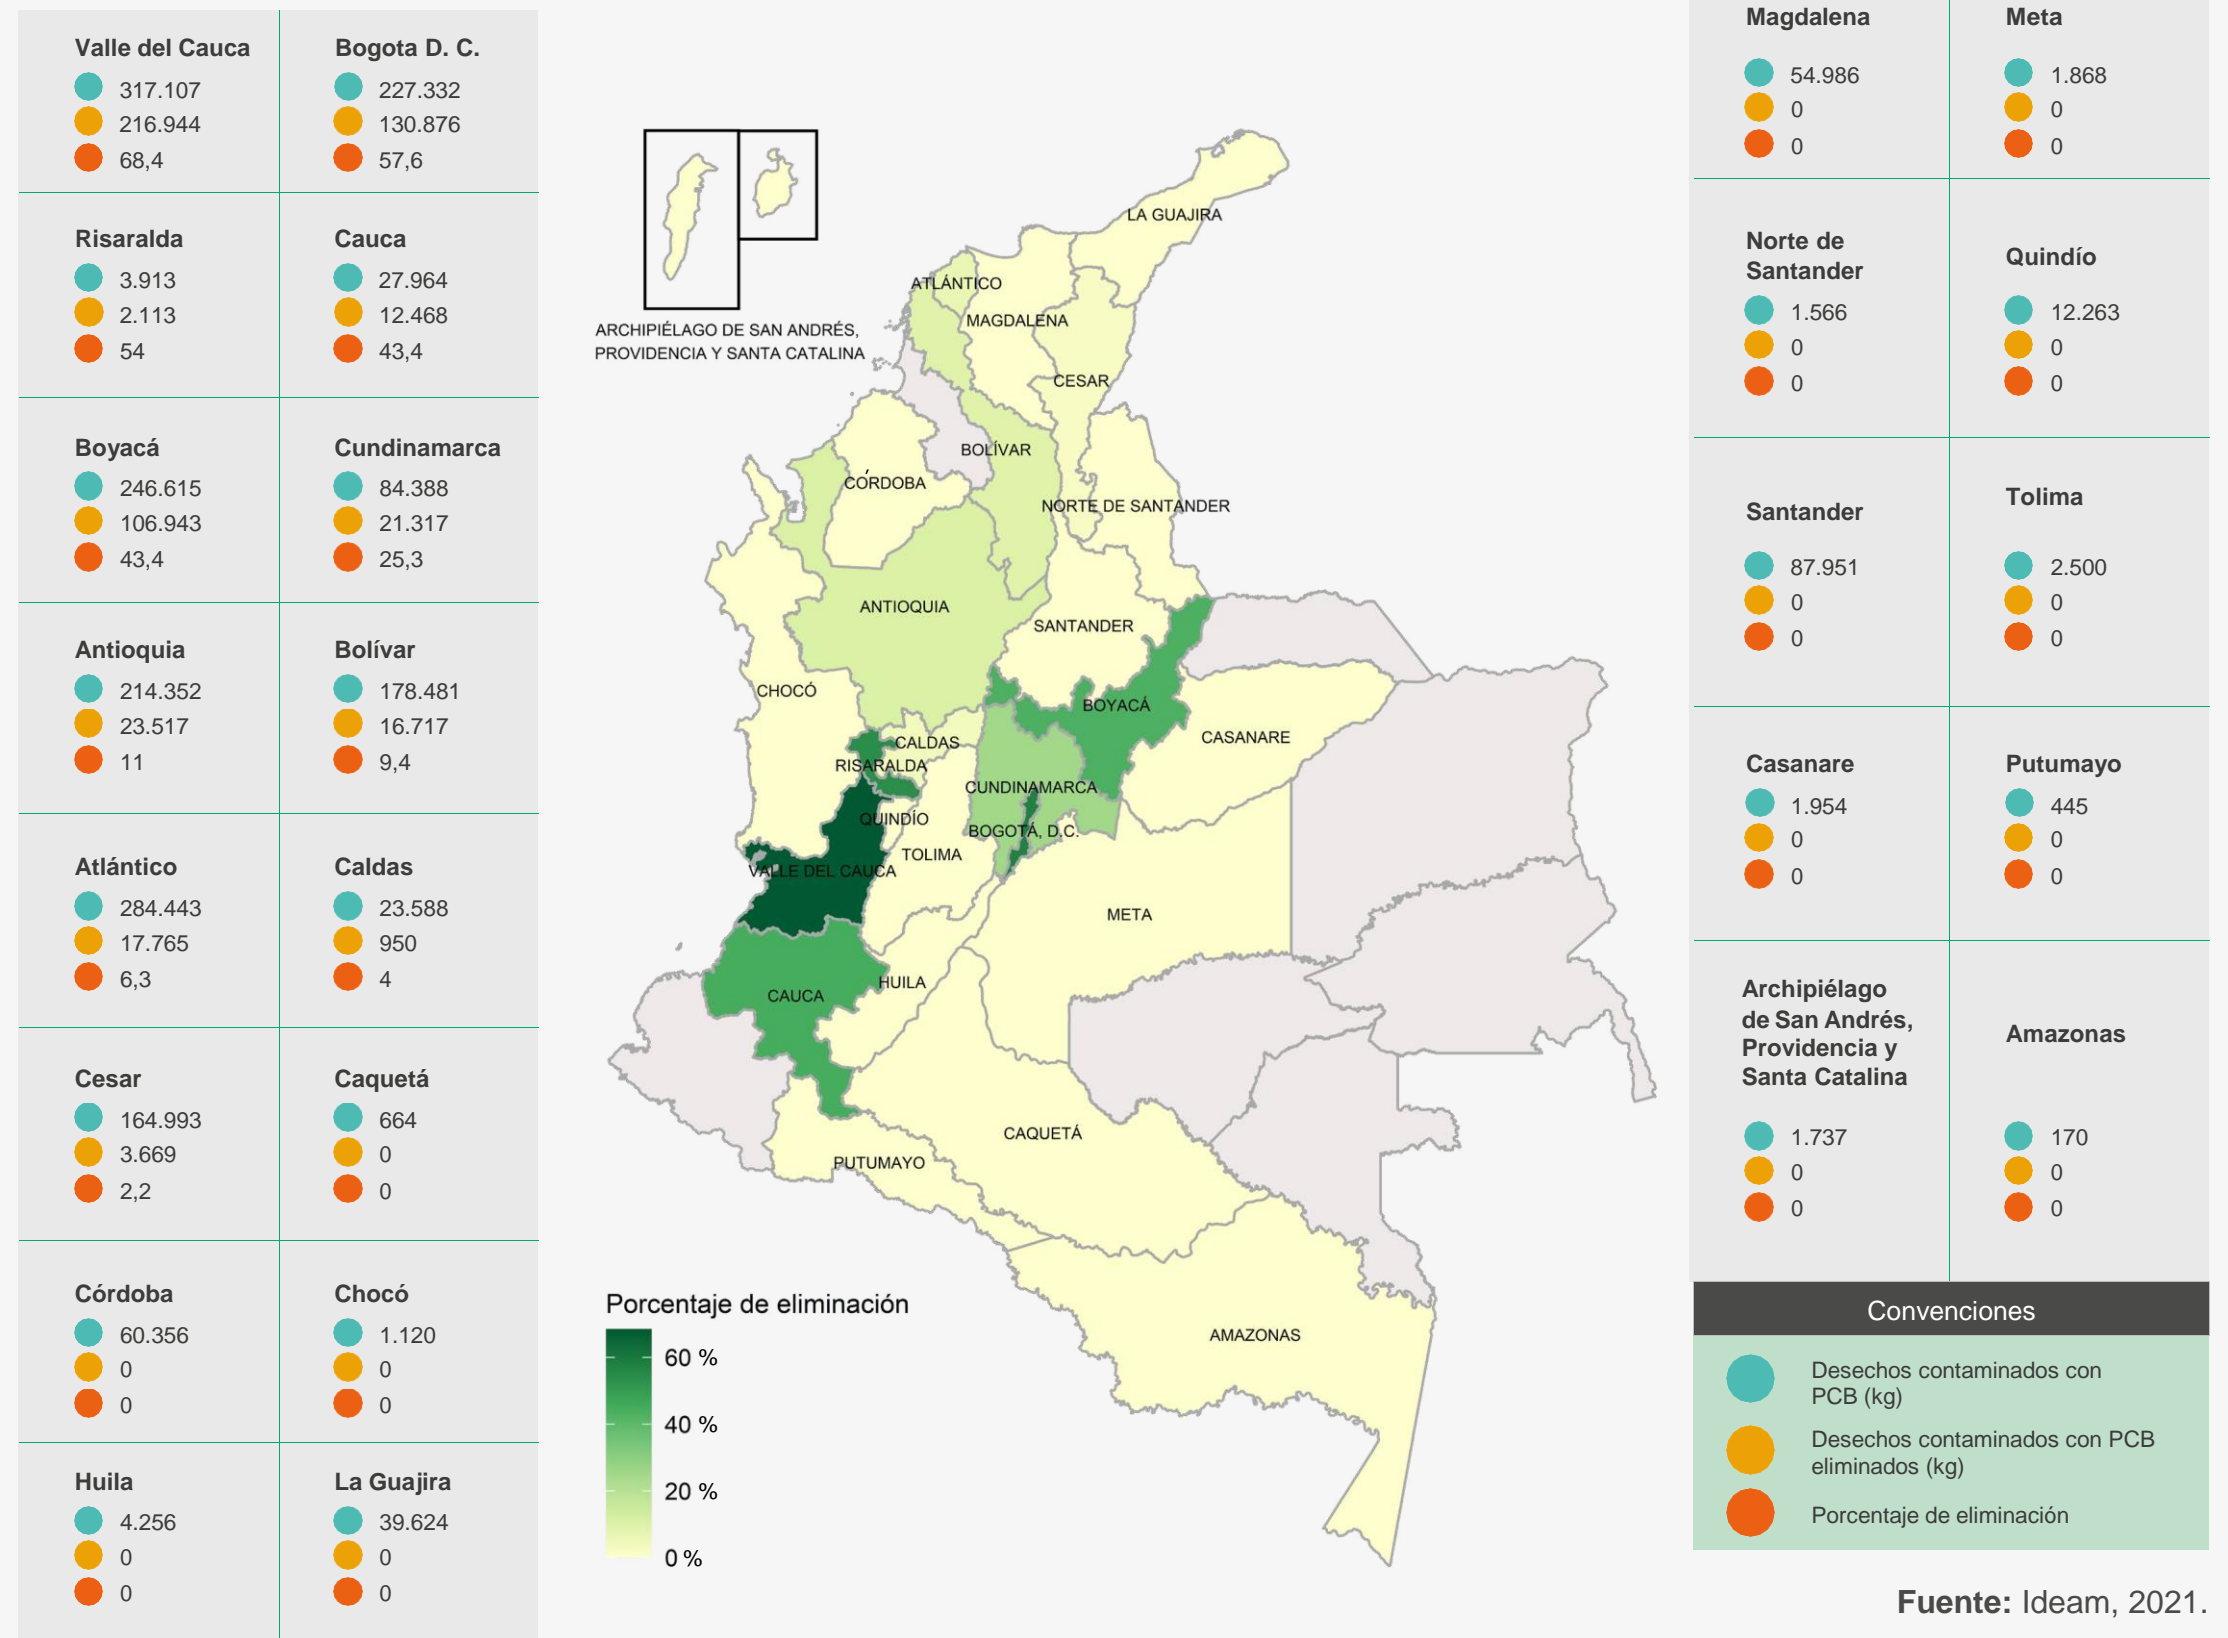 Valle del Cauca
317.107
216.944
68,4
Bogota D. C.
227.332
130.876
57,6
Risaralda
3.913
2.113
54
Cauca
27.964
12.468
43,4
Boyacá
246.615
106.943
43,4
Cundinamarca
84.388
21.317
25,3
Antioquia
214.352
23.517
11
Bolívar
178.481
16.717
9,4
Atlántico
284.443
17.765
6,3
Caldas
23.588
950
4
Cesar
164.993
3.669
2,2
Caquetá
664
0
0
Córdoba
60.356
0
0
Chocó
1.120
0
0
Huila
4.256
0
0
La Guajira
39.624
0
0
ARCHIPIÉLAGO DE SAN ANDRÉS,
PROVIDENCIA Y SANTA CATALINA
LA GUAJIRA
ATLÁNTICO
MAGDALENA
CESAR
BOLÍVAR
CÓRDOBA
NORTE DE SANTANDER
ANTIOQUIA
SANTANDER
CHOCÓ
BOYACÁ
CASANARE
CALDAS
RISARALDA
CUNDINAMARCA
QUINDÍO
BOGOTÁ, D.C.
TOLIMA
VALLE DEL CAUCA
META
HUILA
CAUCA
CAQUETÁ
PUTUMAYO
AMAZONAS
Porcentaje de eliminación
60 %
40 %
20 %
0 %
Magdalena
54.986
0
0
Meta
1.868
0
0
Norte de
Santander
1.566
0
0
Quindío
12.263
0
0
Santander
87.951
0
0
Tolima
2.500
0
0
Casanare
1.954
0
0
Putumayo
445
0
0
Archipiélago
de San Andrés,
Providencia y
Santa Catalina
1.737
0
0
Amazonas
170
0
0
Convenciones
Desechos contaminados con
PCB (kg)
Desechos contaminados con PCB
eliminados (kg)
Porcentaje de eliminación
Fuente: Ideam, 2021.